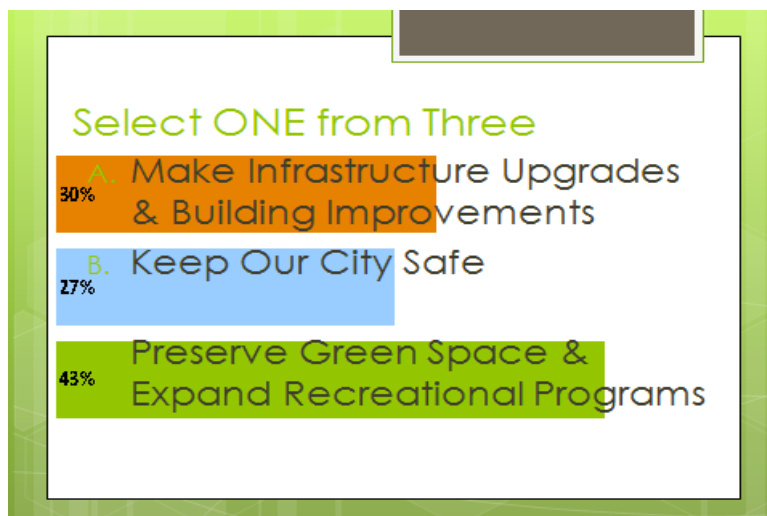 Select ONE from Three
A. Make Infrastructure Upgrades
30%
& Building Improvements
B. Keep Our City Safe
27%
Preserve Green Space &
43%
Expand Recreational Programs